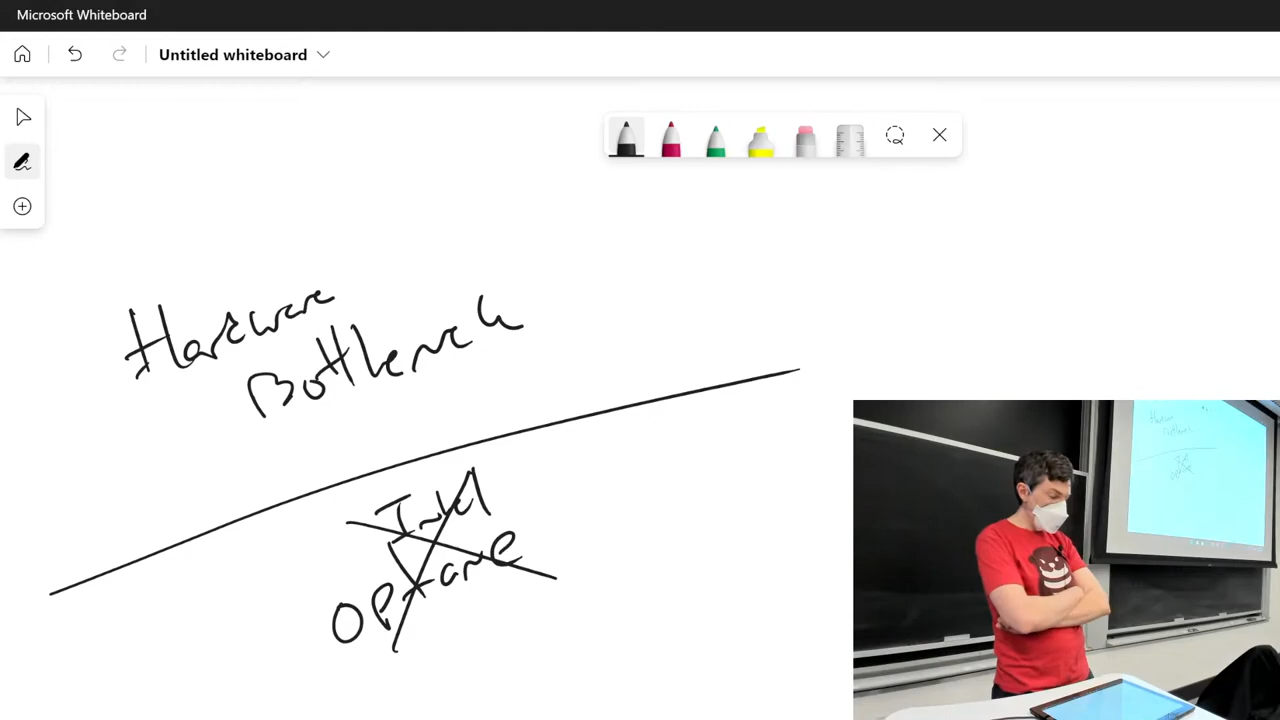 Microsoft Whiteboard
Untitled whiteboard
Hardware
Bottleneck
Intel
Optane